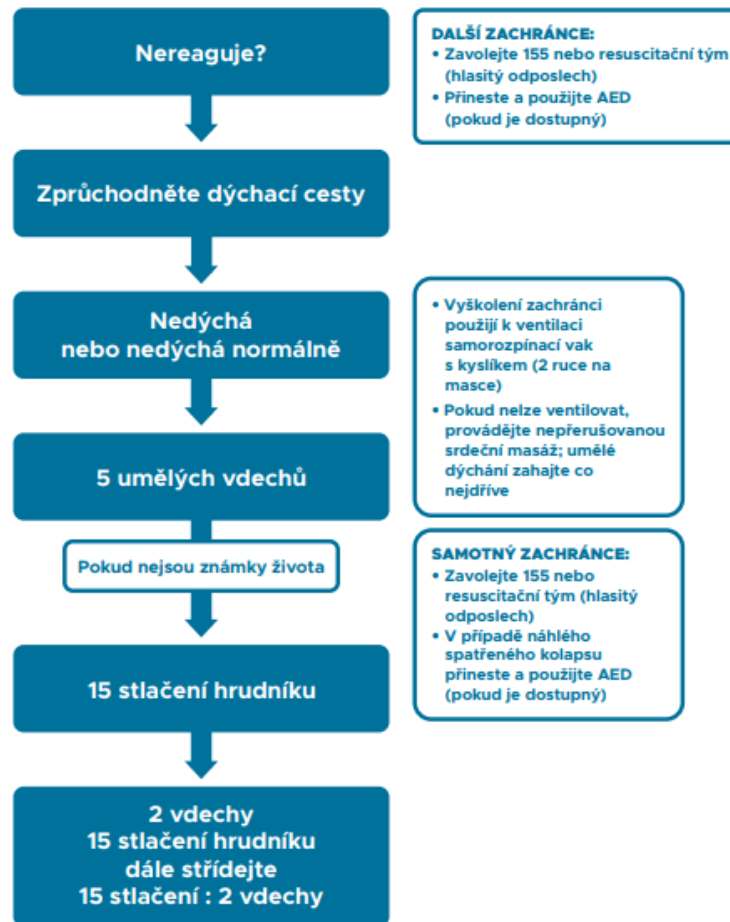 Nereaguje?
DALŠÍ ZACHRÁNCE:
• Zavolejte 155 nebo resuscitační tým
(hlasitý odposlech)
• Přineste a použijte AED
(pokud je dostupný)
Zprůchodněte dýchací cesty
Nedýchá
nebo nedýchá normálně
• Vyškolení zachránci
použijí k ventilaci
samorozpínací vak
s kyslíkem (2 ruce na
masce)
• Pokud nelze ventilovat,
provádějte nepřerušovanou
srdeční masáž; umělé
dýchání zahajte co
nejdříve
5 umělých vdechů
Pokud nejsou známky života
SAMOTNÝ ZACHRÁNCE:
• Zavolejte 155 nebo
resuscitační tým (hlasitý
odposlech)
• V případě náhlého
spatřeného kolapsu
přineste a použijte AED
(pokud je dostupný)
15 stlačení hrudníku
2 vdechy
15 stlačení hrudníku
dále střídejte
15 stlačení : 2 vdechy